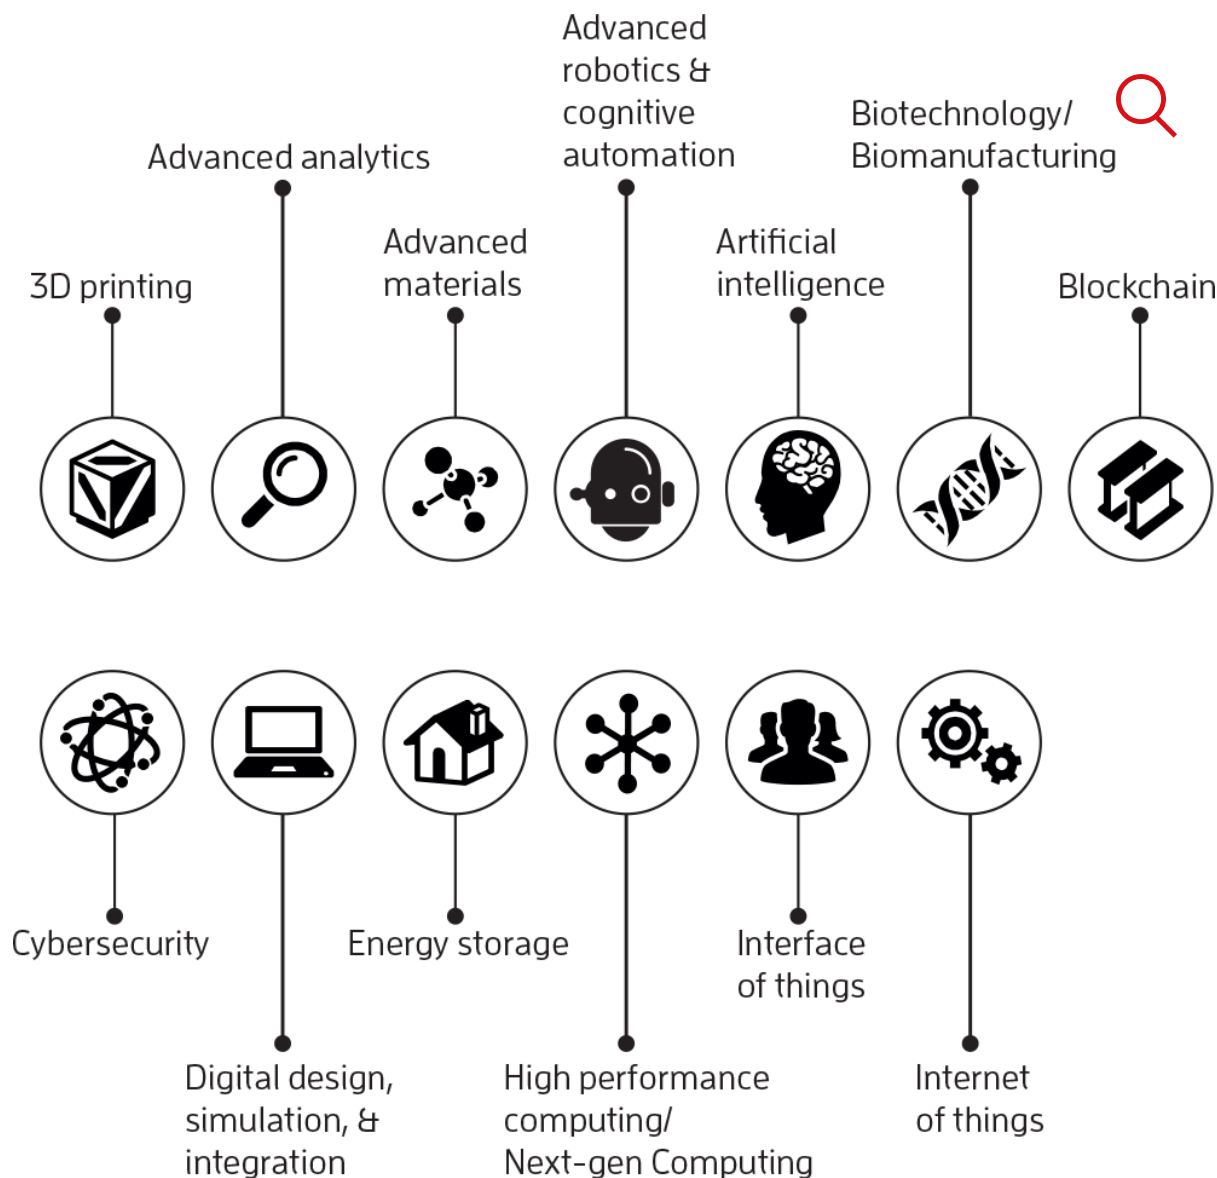 3D printing
Advanced analytics
Advanced
materials
Advanced
robotics &
cognitive
automation
Artificial
intelligence
Biotechnology/
Biomanufacturing
Blockchain
Cybersecurity
Digital design,
simulation, &
integration
Energy storage
High performance
computing/
Next-gen Computing
Interface
of things
Internet
of things